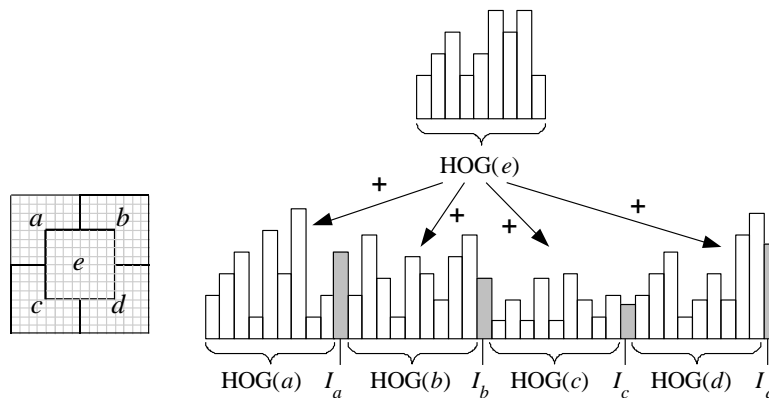 HOG(e)
+ + + +
a b
e
c d
HOG(a) I_a HOG(b) I_b HOG(c) I_c HOG(d)